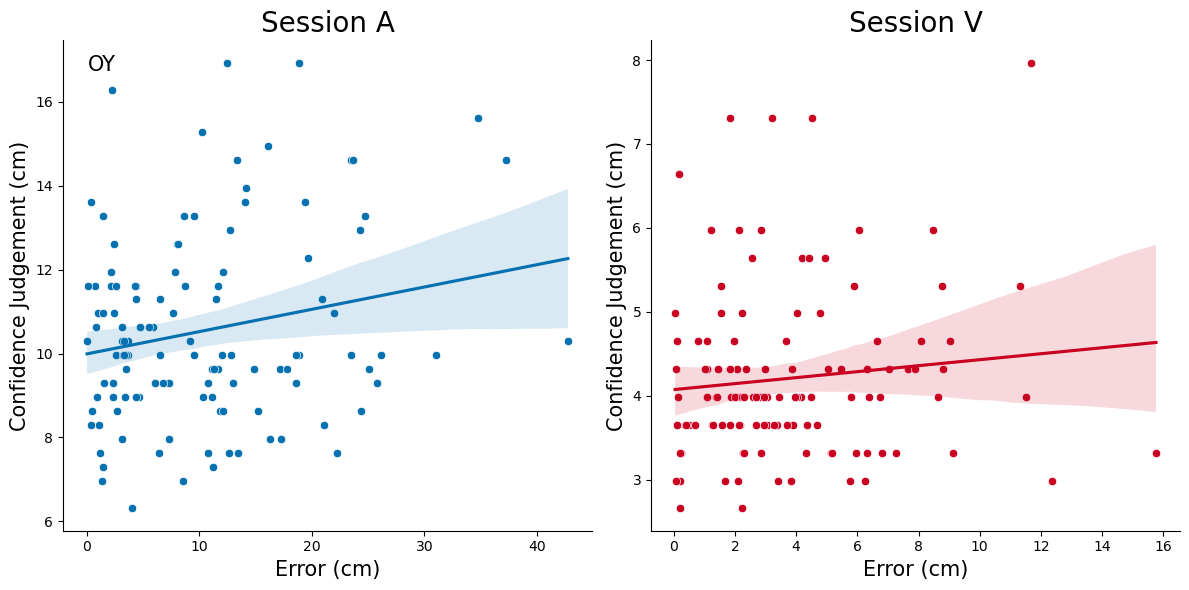 Session A
OY
Confidence Judgement (cm)
16
14
12
10
8
6
0 10 20 30 40
Error (cm)
Session V
Confidence Judgement (cm)
8
7
6
5
4
3
0 2 4 6 8 10 12 14 16
Error (cm)